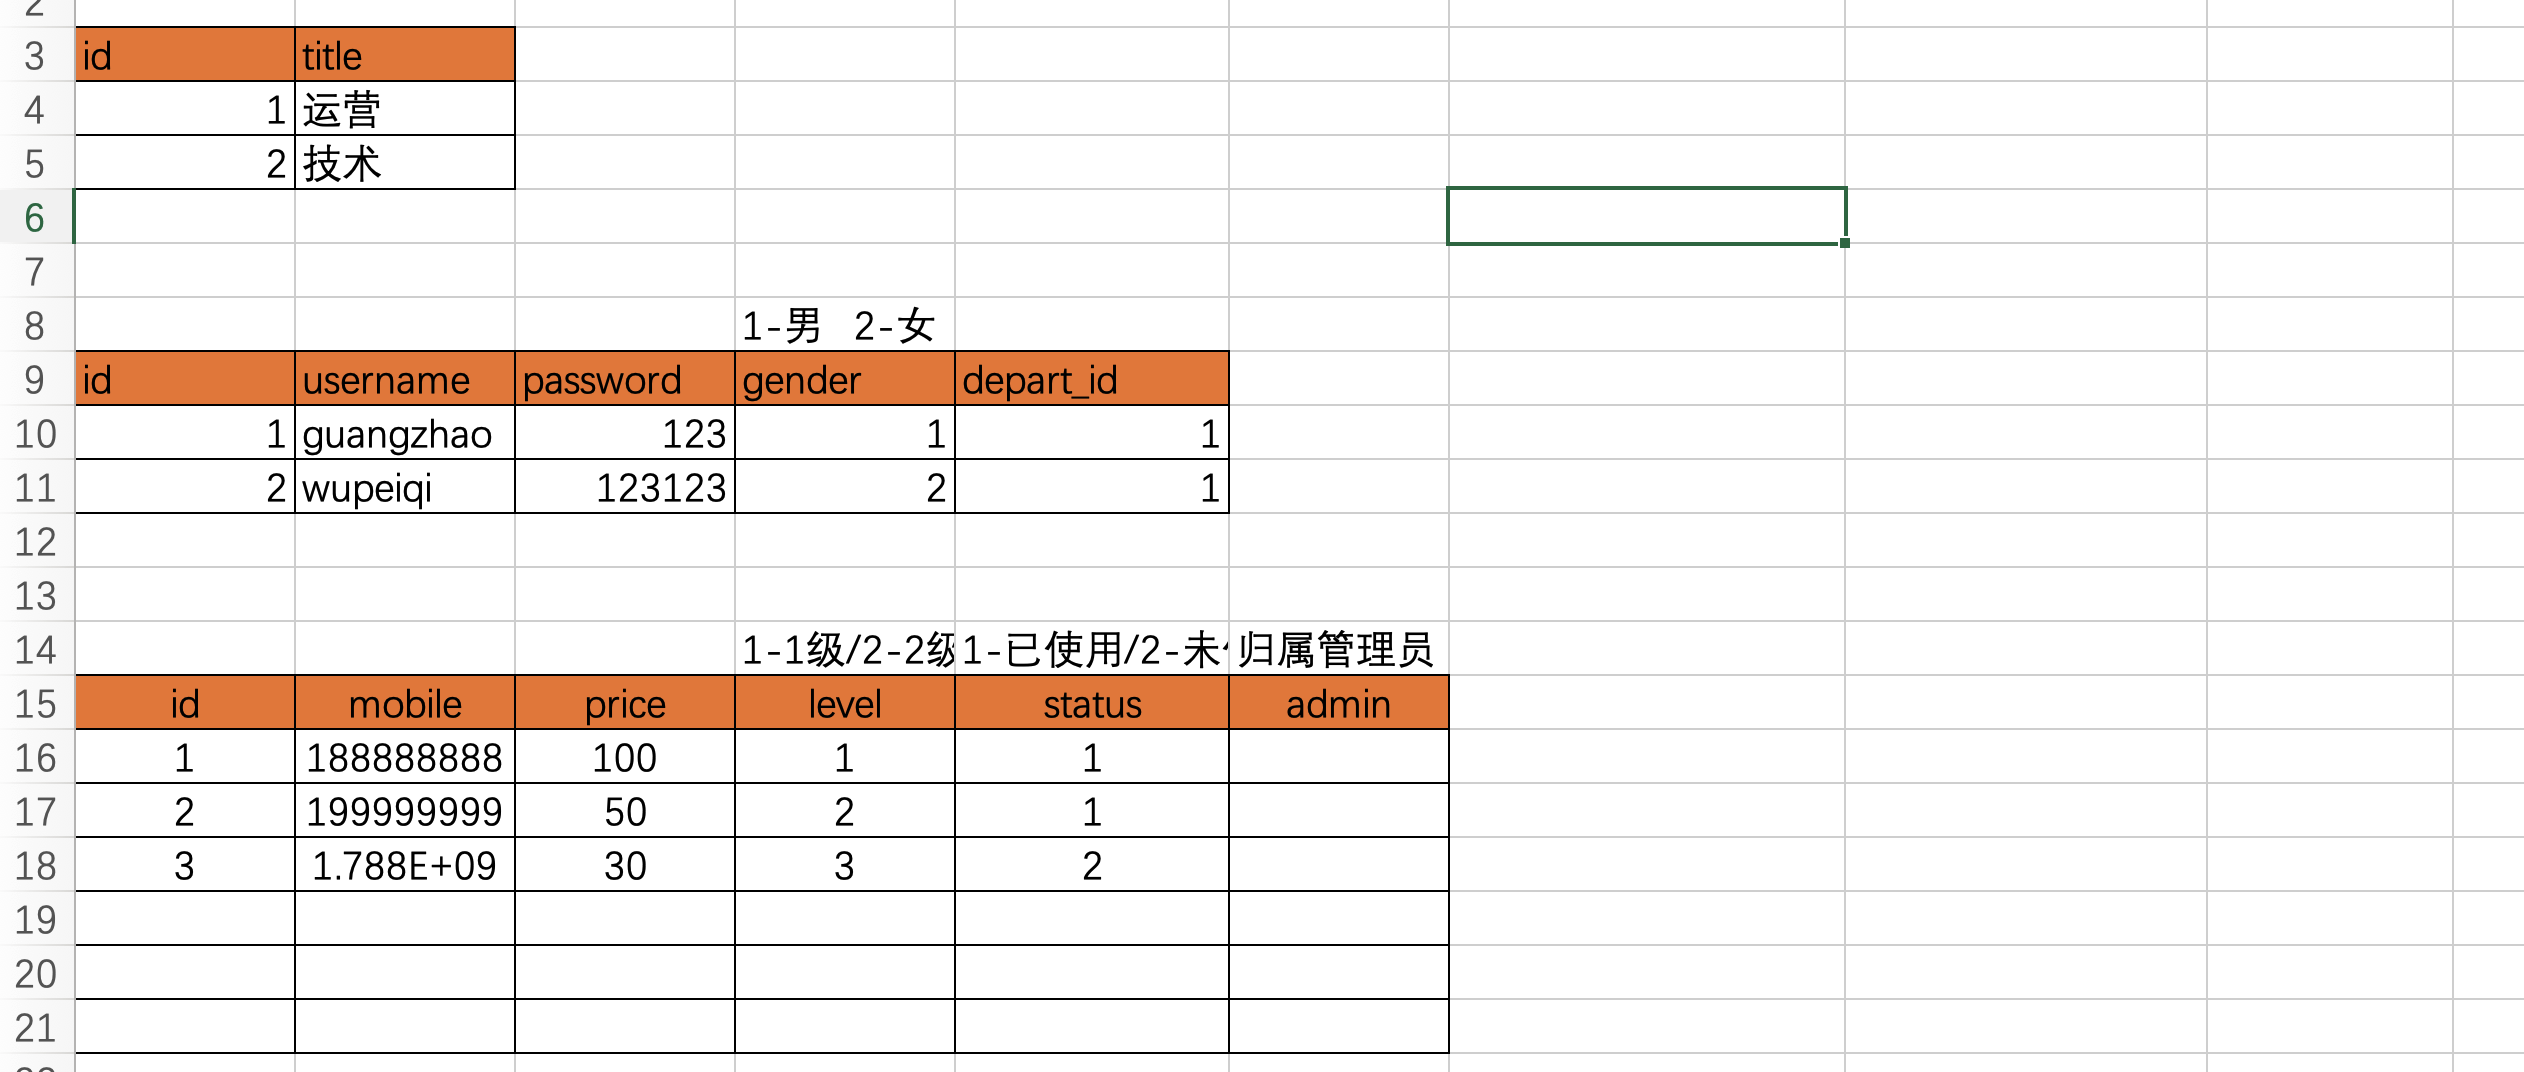 3 id title
4 1 运营
5 2 技术
6
7
8 1-男 2-女
9 id username password gender depart_id
10 1 guangzhao 123 1 1
11 2 wupeiqi 123123 2 1
12
13
14 1-1级/2-2级 1-已使用/2-未 归属管理员
15 id mobile price level status admin
16 1 188888888 100 1 1
17 2 199999999 50 2 1
18 3 1.788E+09 30 3 2
19
20
21